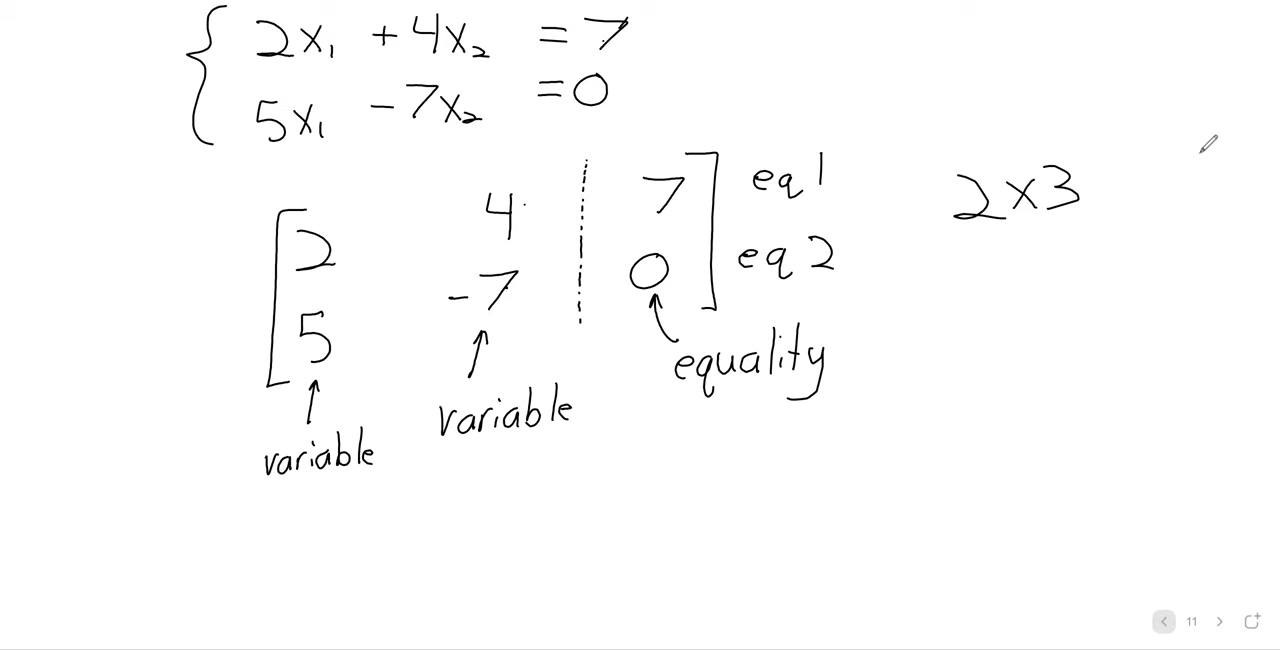 2x₁ + 4x₂ = 7
5x₁ - 7x₂ = 0
2 4 7 eq 1
5 -7 0 eq 2
2x3
variable variable equality
11